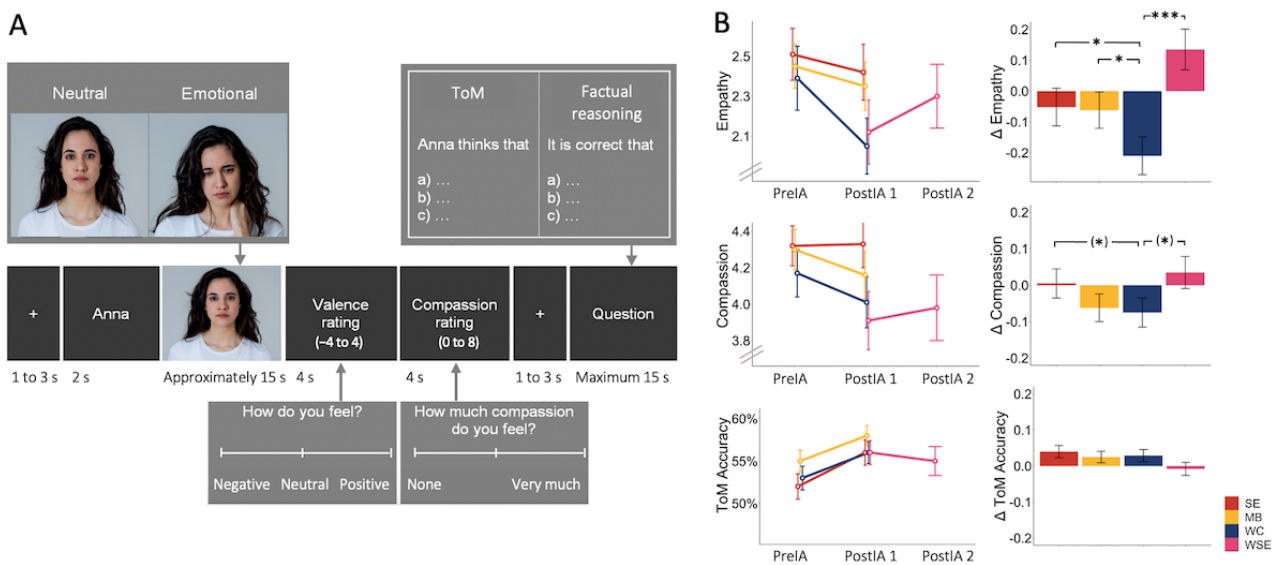 A
Neutral Emotional
ToM Factual
reasoning
Anna thinks that It is correct that
a) ... a) ...
b) ... b) ...
c) ... c) ...
+
Anna
Valence
rating
(−4 to 4)
Compassion
rating
(0 to 8)
+
Question
1 to 3 s 2 s Approximately 15 s 4 s 4 s 1 to 3 s Maximum 15 s
How do you feel?
Negative Neutral Positive
How much compassion
do you feel?
None Very much
B
Empathy
2.5
2.3
2.1
PreIA PostIA 1 PostIA 2
Δ Empathy
0.2
0.1
0.0
-0.1
-0.2
***
*
*
Compassion
4.4
4.2
4.0
3.8
PreIA PostIA 1 PostIA 2
Δ Compassion
0.2
0.1
0.0
-0.1
-0.2
(*) (*)
ToM Accuracy
60%
55%
50%
PreIA PostIA 1 PostIA 2
Δ ToM Accuracy
0.2
0.1
0.0
-0.1
-0.2
SE
MB
WC
WSE